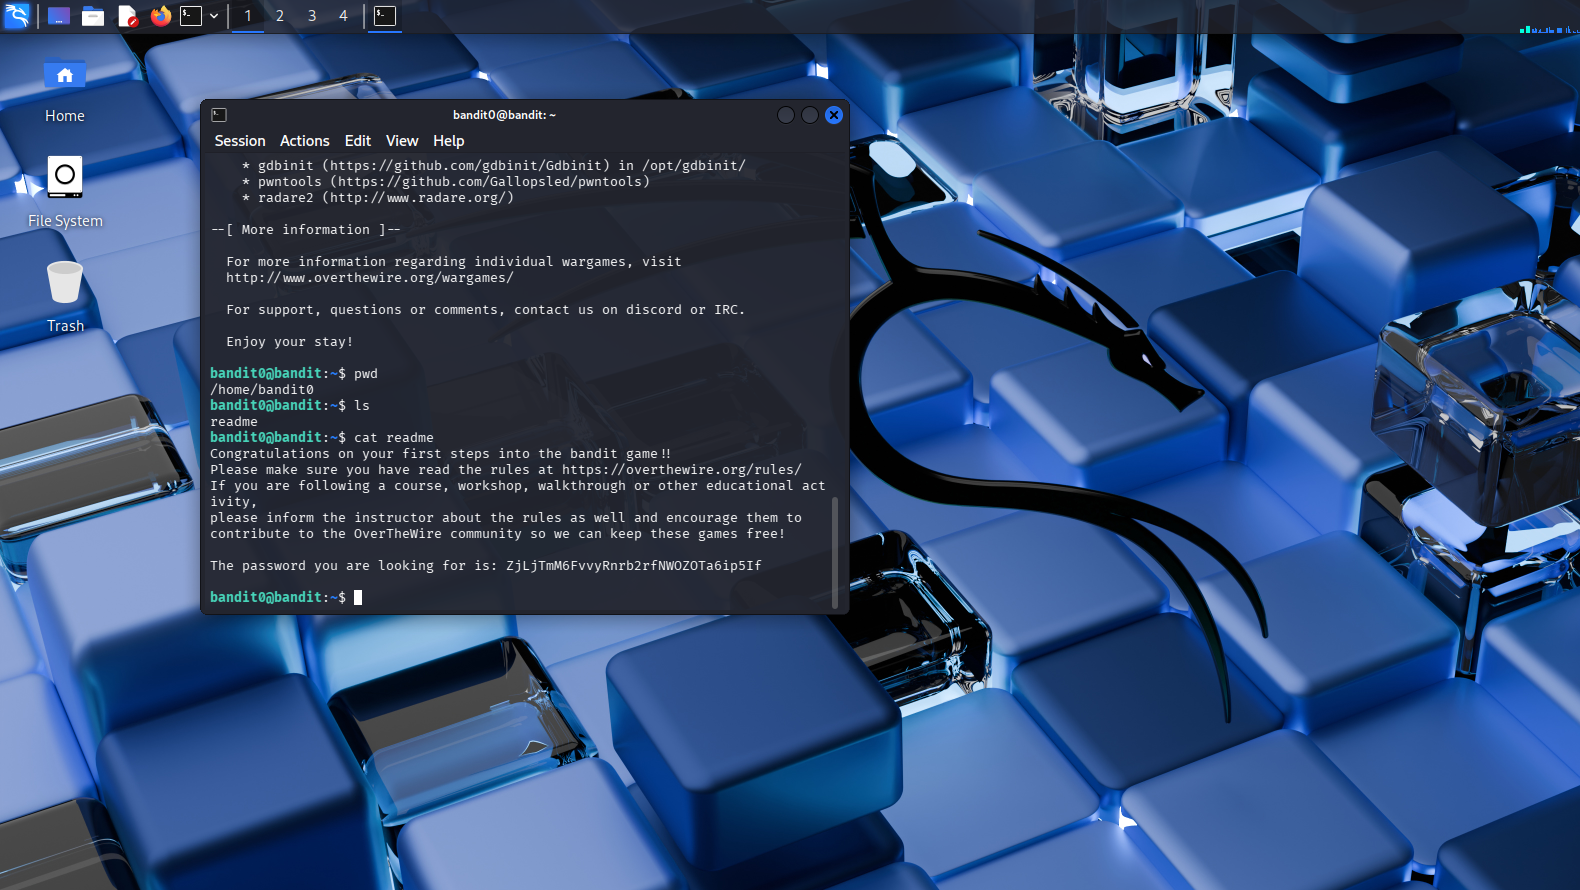 1 2 3 4
Home
File System
Trash
bandit0@bandit: ~
Session Actions Edit View Help
* gdbinit (https://github.com/gdbinit/Gdbinit) in /opt/gdbinit/
* pwntools (https://github.com/Gallopsled/pwntools)
* radare2 (http://www.radare.org/)
--[ More information ]--
For more information regarding individual wargames, visit
http://www.overthewire.org/wargames/
For support, questions or comments, contact us on discord or IRC.
Enjoy your stay!
bandit0@bandit:~$ pwd
/home/bandit0
bandit0@bandit:~$ ls
readme
bandit0@bandit:~$ cat readme
Congratulations on your first steps into the bandit game!!
Please make sure you have read the rules at https://overthewire.org/rules/
If you are following a course, workshop, walkthrough or other educational act
ivity,
please inform the instructor about the rules as well and encourage them to
contribute to the OverTheWire community so we can keep these games free!
The password you are looking for is: ZjLjTmM6FvvyRnrb2rfNWOZOTa6ip5If
bandit0@bandit:~$